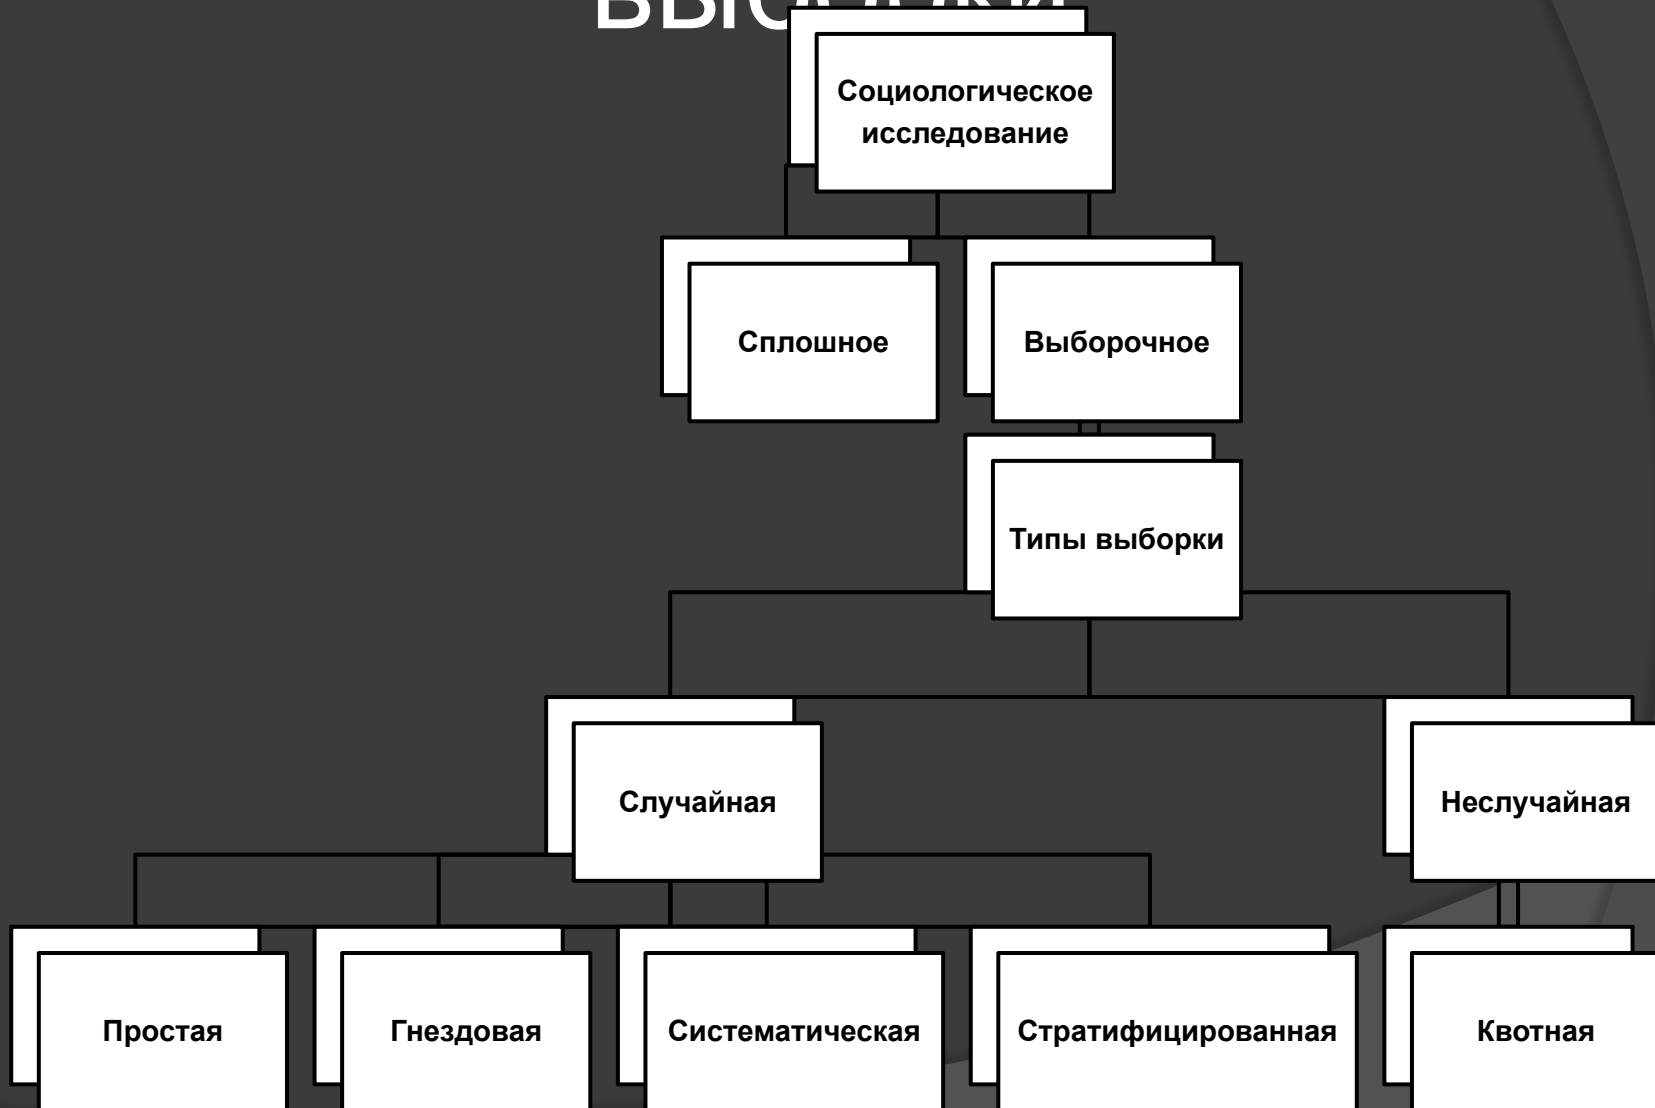 Социологическое
исследование
Сплошное
Выборочное
Типы выборки
Случайная
Неслучайная
Простая
Гнездовая
Систематическая
Стратифицированная
Квотная